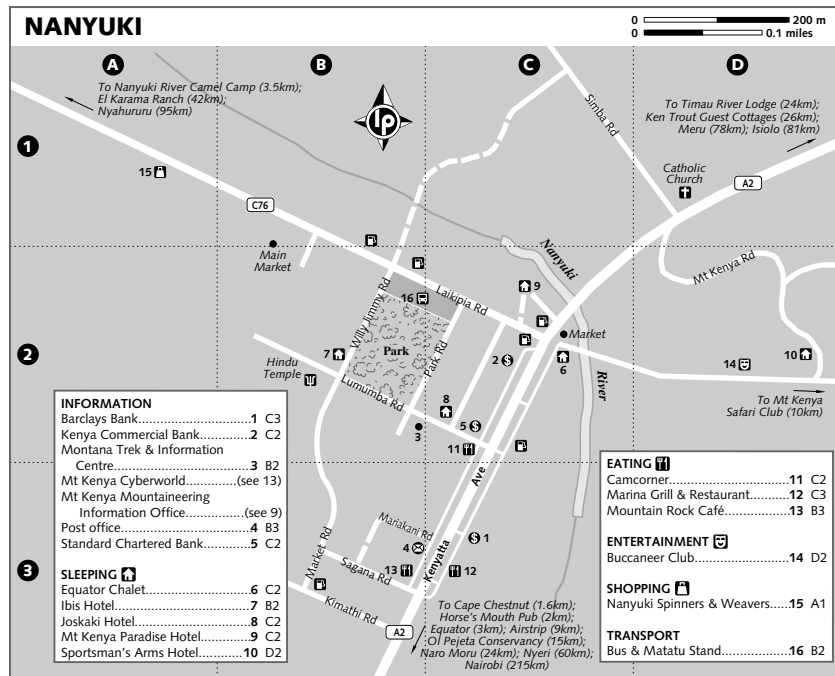 NANYUKI
0 200 m
0 0.1 miles
A
B
C
D
1
2
3
To Nanyuki River Camel Camp (3.5km);
El Karama Ranch (42km);
Nyahururu (95km)
lp
Simba Rd
To Timau River Lodge (24km);
Ken Trout Guest Cottages (26km);
Meru (78km); Isiolo (81km)
Catholic
Church
A2
15
C76
Main
Market
Nanyuki
River
9
Mt Kenya Rd
Willy Jimmy Rd
16
Laikipia Rd
Market
Park
Park Rd
7
2
6
14
10
Hindu
Temple
Lumumba Rd
8
3
5
11
To Mt Kenya
Safari Club (10km)
Kenyatta
Ave
Market Rd
Mariakani Rd
4
1
Sagana Rd
13
12
Kimathi Rd
A2
To Cape Chestnut (1.6km);
Horse's Mouth Pub (2km);
Equator (3km); Airstrip (9km);
Ol Pejeta Conservancy (15km);
Naro Moru (24km); Nyeri (60km);
Nairobi (215km)
INFORMATION
Barclays Bank..............................1 C3
Kenya Commercial Bank...........2 C2
Montana Trek & Information
Centre......................................3 B2
Mt Kenya Cyberworld........(see 13)
Mt Kenya Mountaineering
Information Office.............(see 9)
Post office.....................................4 B3
Standard Chartered Bank.........5 C2
SLEEPING
Equator Chalet.............................6 C2
Ibis Hotel......................................7 B2
Joskaki Hotel................................8 C2
Mt Kenya Paradise Hotel..........9 C2
Sportsman's Arms Hotel.........10 D2
EATING
Camcorner..................................11 C2
Marina Grill & Restaurant........12 C3
Mountain Rock Café.................13 B3
ENTERTAINMENT
Buccaneer Club..........................14 D2
SHOPPING
Nanyuki Spinners & Weavers...15 A1
TRANSPORT
Bus & Matatu Stand..................16 B2